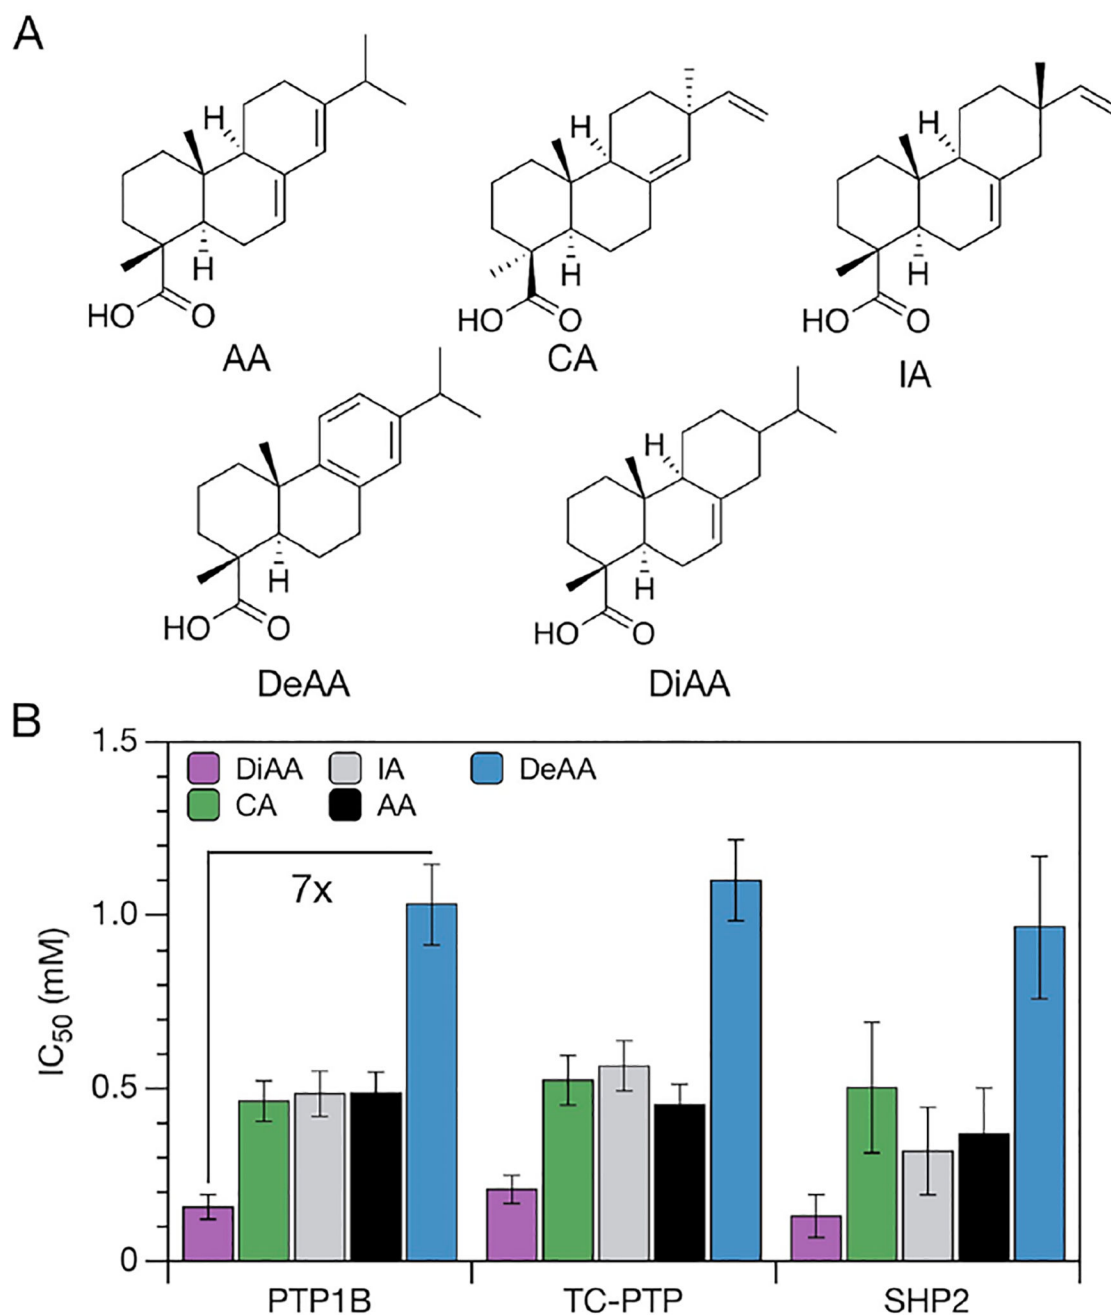 A
H
H
HO
O
AA
H
H
HO
O
CA
H
H
HO
O
IA
H
HO
O
DeAA
H
H
HO
O
DiAA
B
DiAA IA DeAA
CA AA
7x
1.5
1.0
0.5
0
IC50 (mM)
PTP1B TC-PTP SHP2